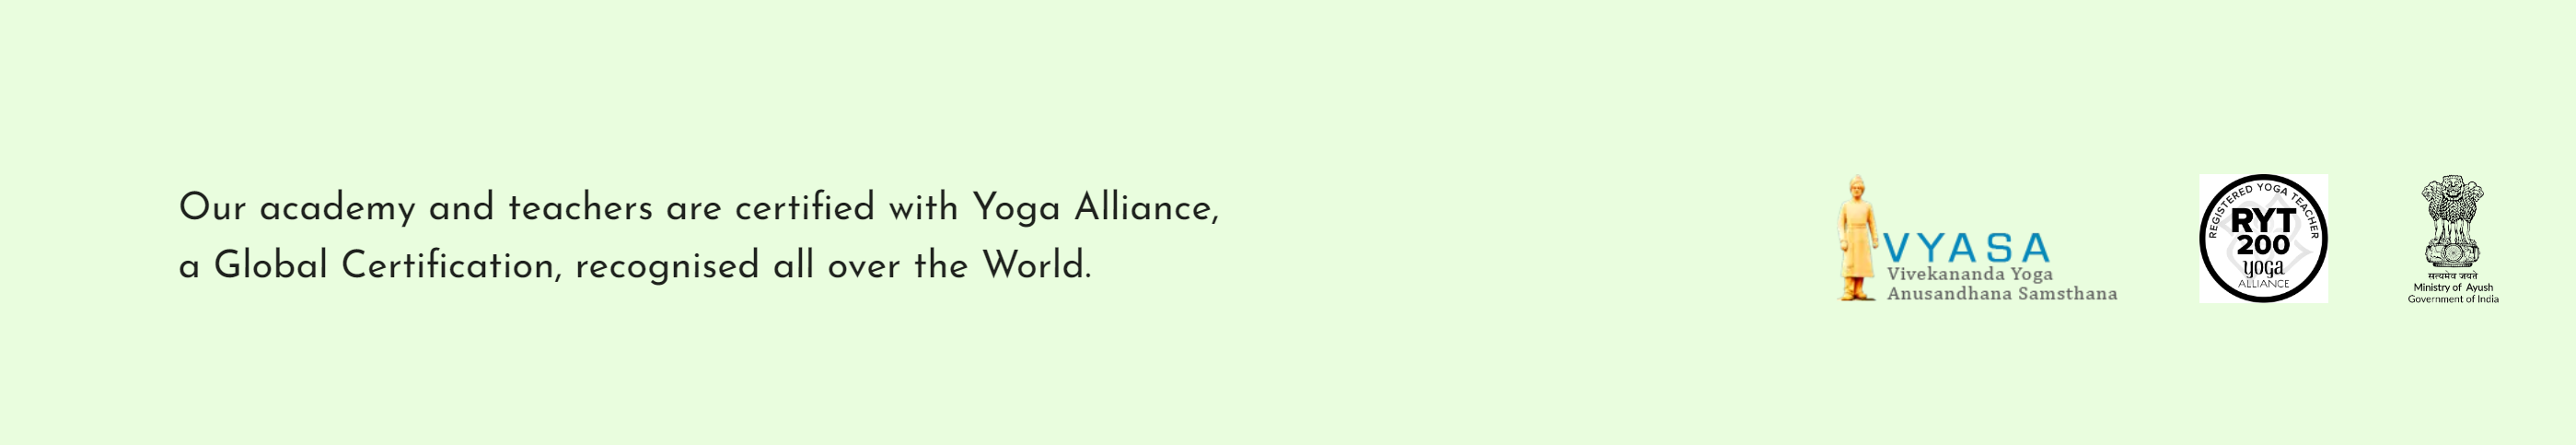 Our academy and teachers are certified with Yoga Alliance,
a Global Certification, recognised all over the World.
VYASA
Vivekananda Yoga
Anusandhana Samsthana
REGISTERED YOGA TEACHER
RYT
200
yoga
ALLIANCE
सत्यमेव जयते
Ministry of Ayush
Government of India